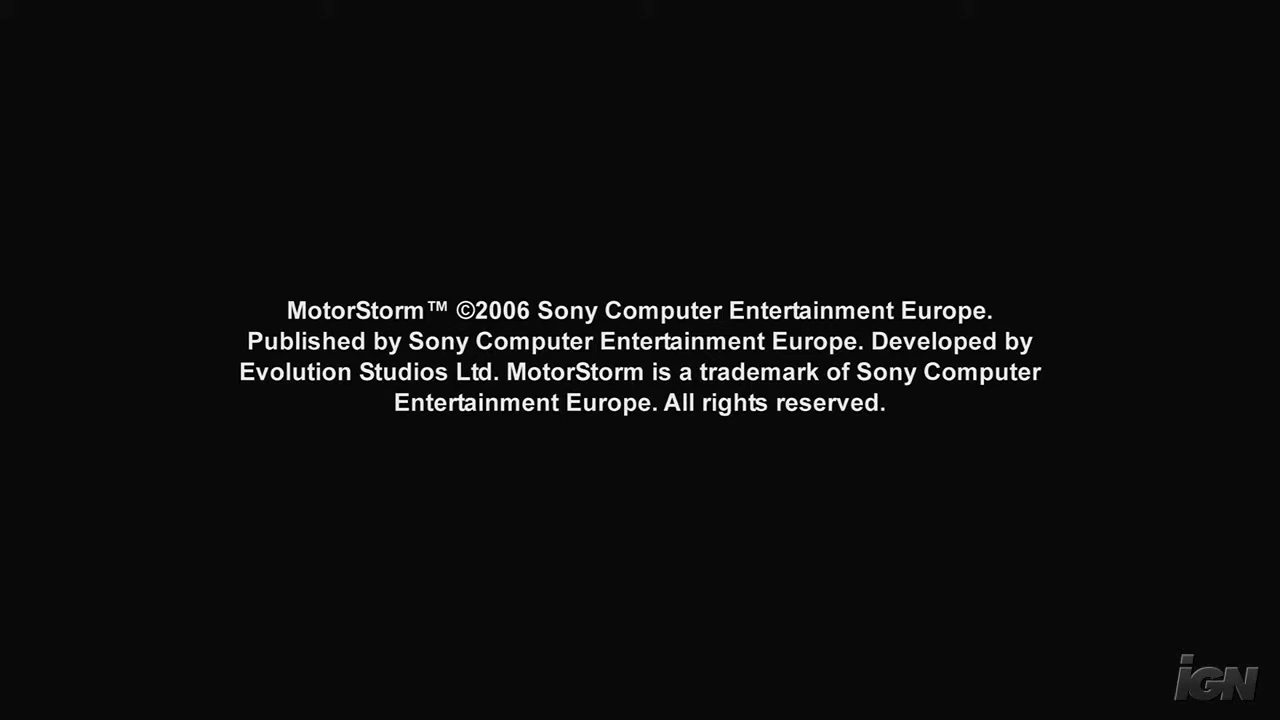 MotorStorm™ ©2006 Sony Computer Entertainment Europe.
Published by Sony Computer Entertainment Europe. Developed by
Evolution Studios Ltd. MotorStorm is a trademark of Sony Computer
Entertainment Europe. All rights reserved.
IGN